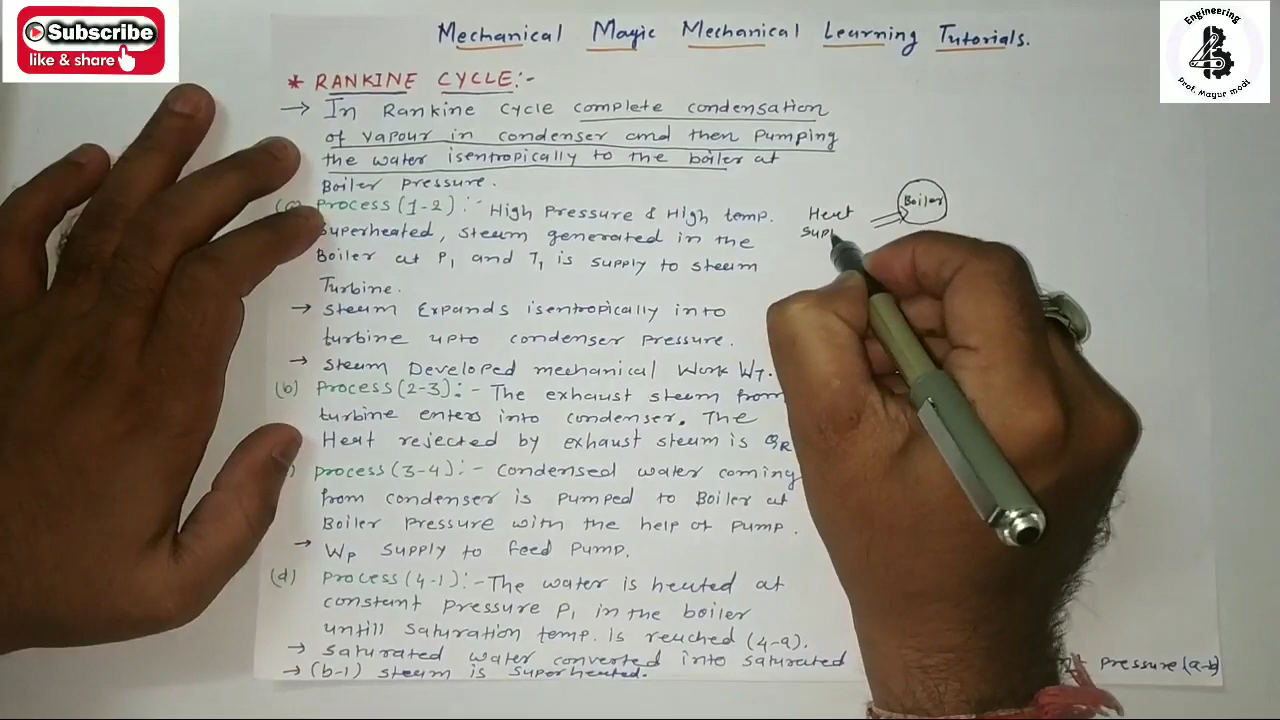 Subscribe
like & share
Mechanical Magic Mechanical Learning Tutorials.
Engineering
Prof. Mayur modi
* RANKINE CYCLE:-
→ In Rankine cycle complete condensation
of vapour in condenser and then pumping
the water isentropically to the boiler at
Boiler pressure.
Process (1-2):- High Pressure & High temp.
superheated, steam generated in the
Boiler at P1 and T1 is supply to steam
Turbine.
→ steam Expands isentropically into
turbine upto condenser pressure.
→ steam Developed mechanical Work WT.
(b) Process (2-3):- The exhaust steam from
turbine enters into condenser. The
Heat rejected by exhaust steam is QR
) process (3-4):- Condensed water coming
from condenser is pumped to Boiler at
Boiler Pressure with the help of pump.
→ Wp supply to feed pump.
(d) Process (4-1):- The water is heated at
constant pressure P1 in the boiler
untill saturation temp. is reached (4-a).
→ saturated water converted into saturated
pressure (a-b)
→ (b-1) steam is superheated.
Boiler
Heat
supl